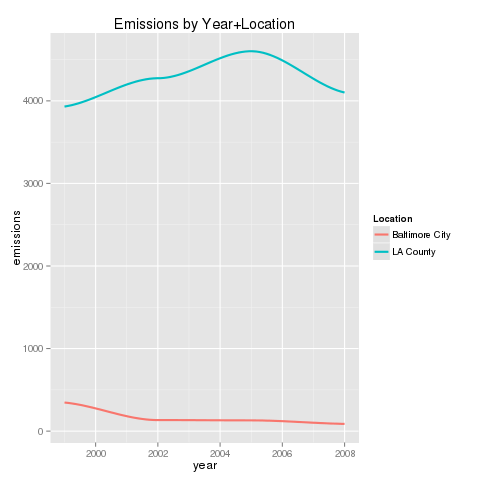 Emissions by Year+Location
4000
3000
2000
1000
0
emissions
2000 2002 2004 2006 2008
year
Location
Baltimore City
LA County